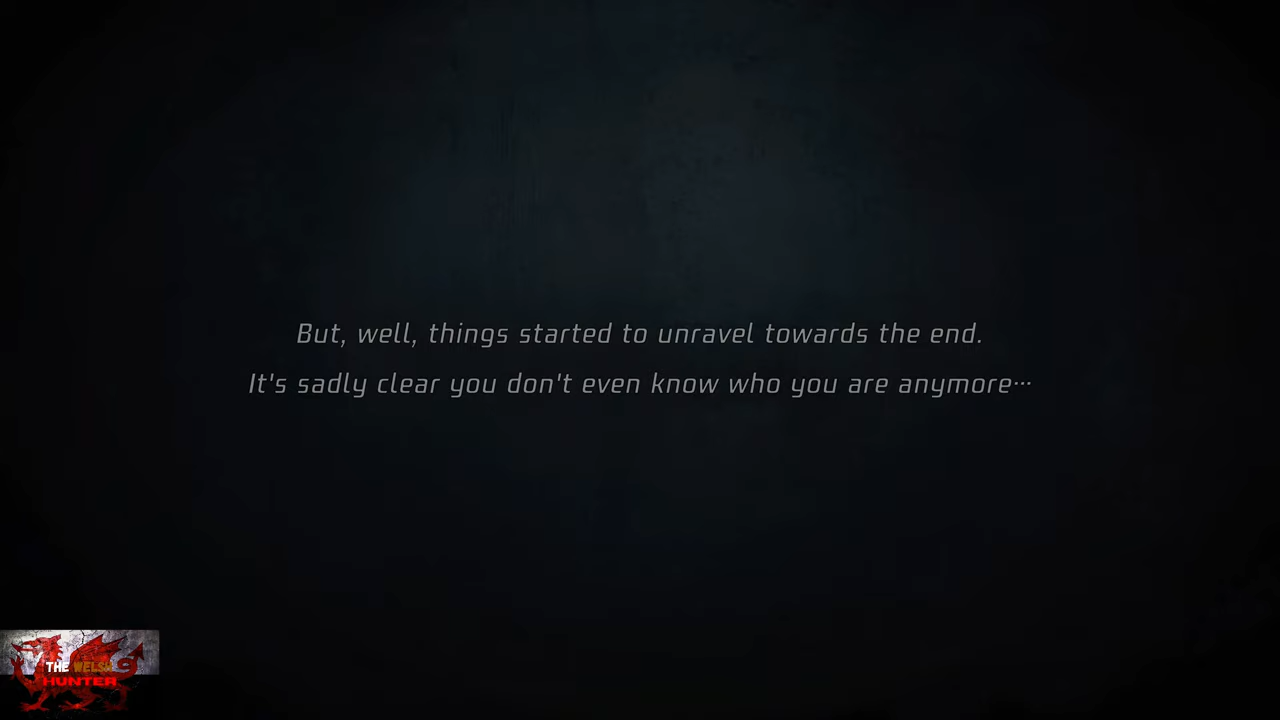 But, well, things started to unravel towards the end.
It's sadly clear you don't even know who you are anymore…
THE WELSH
HUNTER